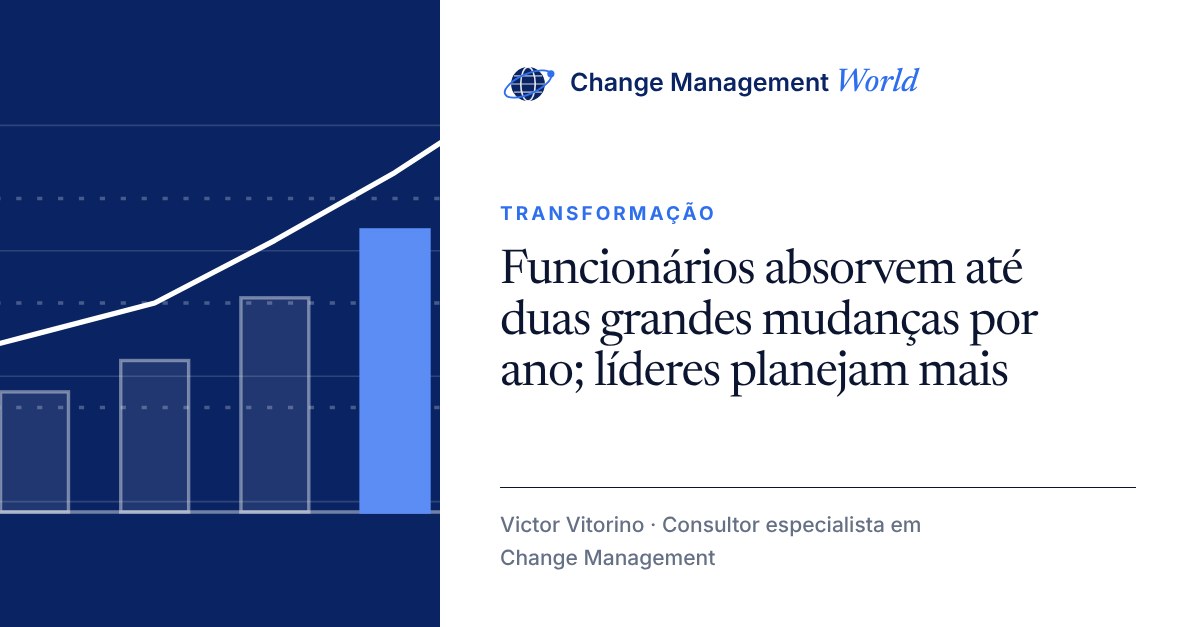 Change Management World
TRANSFORMAÇÃO
Funcionários absorvem até
duas grandes mudanças por
ano; líderes planejam mais
Victor Vitorino · Consultor especialista em
Change Management